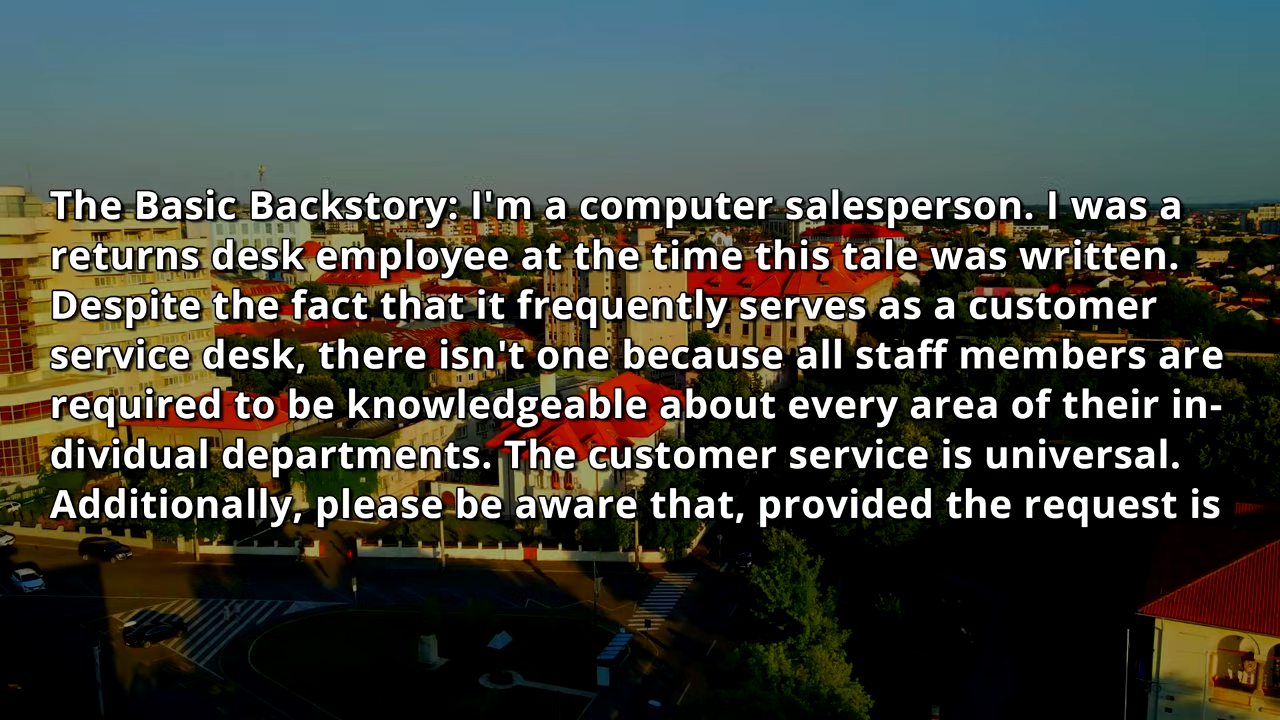 The Basic Backstory: I'm a computer salesperson. I was a
returns desk employee at the time this tale was written.
Despite the fact that it frequently serves as a customer
service desk, there isn't one because all staff members are
required to be knowledgeable about every area of their in-
dividual departments. The customer service is universal.
Additionally, please be aware that, provided the request is